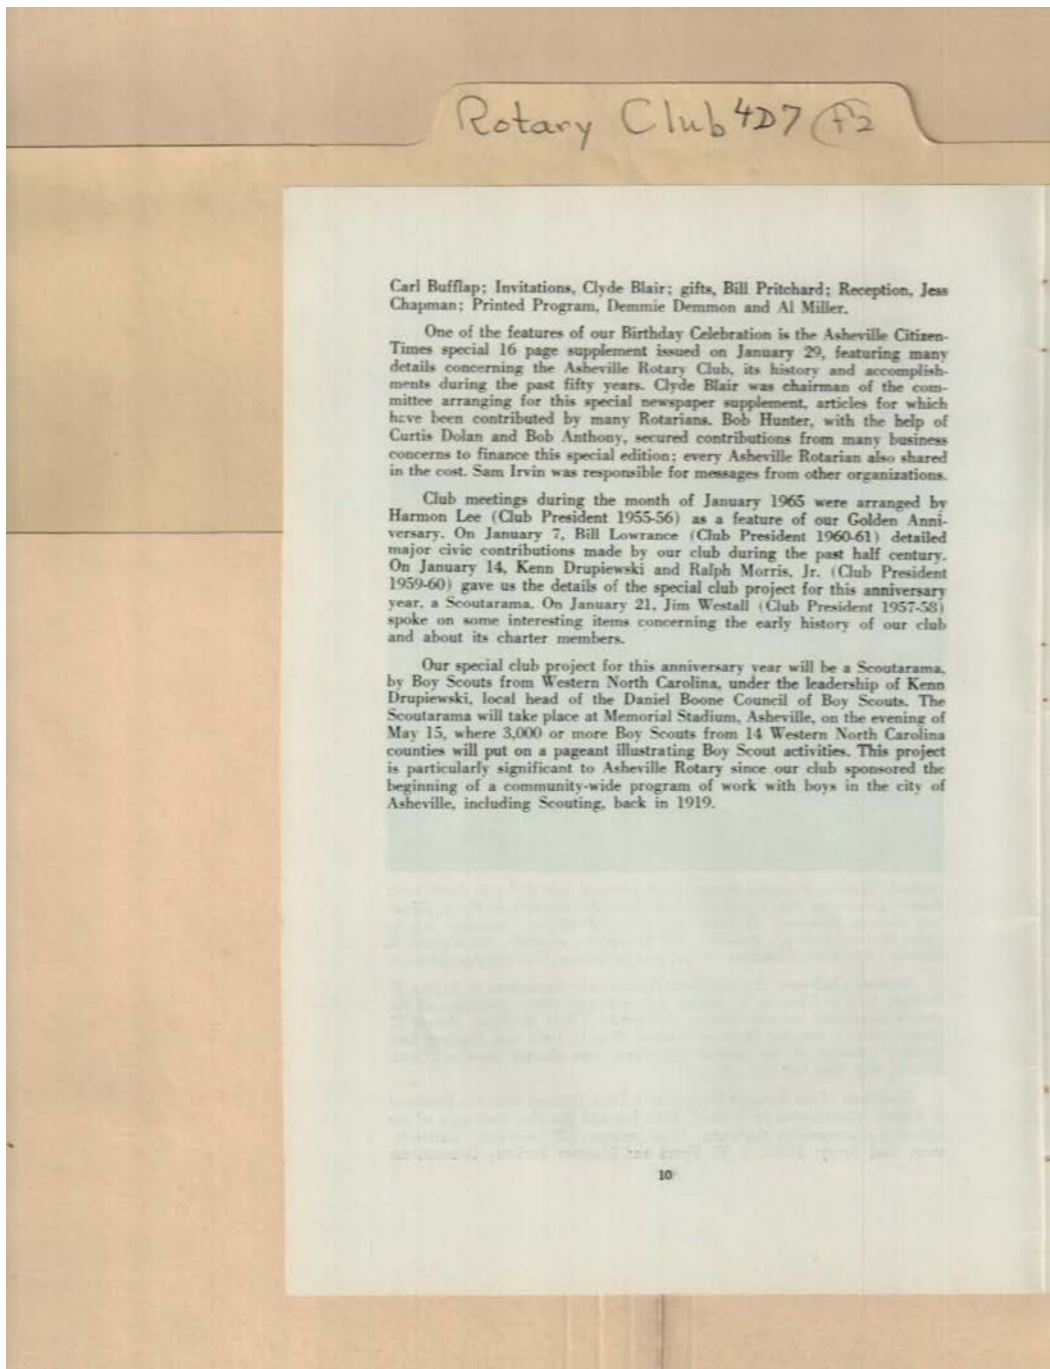 Rotary Club 4D7 F2
Carl Bufflap; Invitations, Clyde Blair; gifts, Bill Pritchard; Reception, Jess
Chapman; Printed Program, Demmie Demmon and Al Miller.
One of the features of our Birthday Celebration is the Asheville Citizen-
Times special 16 page supplement issued on January 29, featuring many
details concerning the Asheville Rotary Club, its history and accomplish-
ments during the past fifty years. Clyde Blair was chairman of the com-
mittee arranging for this special newspaper supplement, articles for which
have been contributed by many Rotarians. Bob Hunter, with the help of
Curtis Dolan and Bob Anthony, secured contributions from many business
concerns to finance this special edition; every Asheville Rotarian also shared
in the cost. Sam Irvin was responsible for messages from other organizations.
Club meetings during the month of January 1965 were arranged by
Harmon Lee (Club President 1955-56) as a feature of our Golden Anni-
versary. On January 7, Bill Lowrance (Club President 1960-61) detailed
major civic contributions made by our club during the past half century.
On January 14, Kenn Drupiewski and Ralph Morris, Jr. (Club President
1959-60) gave us the details of the special club project for this anniversary
year, a Scoutarama. On January 21, Jim Westall (Club President 1957-58)
spoke on some interesting items concerning the early history of our club
and about its charter members.
Our special club project for this anniversary year will be a Scoutarama,
by Boy Scouts from Western North Carolina, under the leadership of Kenn
Drupiewski, local head of the Daniel Boone Council of Boy Scouts. The
Scoutarama will take place at Memorial Stadium, Asheville, on the evening of
May 15, where 3,000 or more Boy Scouts from 14 Western North Carolina
counties will put on a pageant illustrating Boy Scout activities. This project
is particularly significant to Asheville Rotary since our club sponsored the
beginning of a community-wide program of work with boys in the city of
Asheville, including Scouting, back in 1919.
10